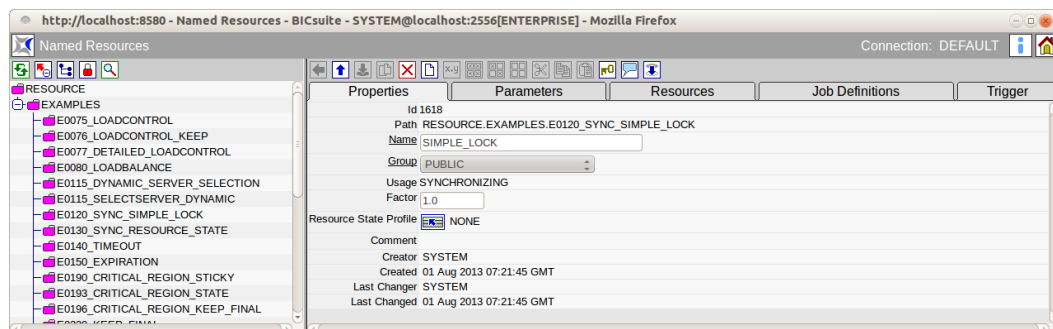 http://localhost:8580 - Named Resources - BICsuite - SYSTEM@localhost:2556[ENTERPRISE] - Mozilla Firefox
Named Resources
Connection: DEFAULT
RESOURCE
EXAMPLES
E0075_LOADCONTROL
E0076_LOADCONTROL_KEEP
E0077_DETAILED_LOADCONTROL
E0080_LOADBALANCE
E0115_DYNAMIC_SERVER_SELECTION
E0115_SELECTSERVER_DYNAMIC
E0120_SYNC_SIMPLE_LOCK
E0130_SYNC_RESOURCE_STATE
E0140_TIMEOUT
E0150_EXPIRATION
E0190_CRITICAL_REGION_STICKY
E0193_CRITICAL_REGION_STATE
E0196_CRITICAL_REGION_KEEP_FINAL
Properties Parameters Resources Job Definitions Trigger
Id 1618
Path RESOURCE.EXAMPLES.E0120_SYNC_SIMPLE_LOCK
Name SIMPLE_LOCK
Group PUBLIC
Usage SYNCHRONIZING
Factor 1.0
Resource State Profile NONE
Comment
Creator SYSTEM
Created 01 Aug 2013 07:21:45 GMT
Last Changer SYSTEM
Last Changed 01 Aug 2013 07:21:45 GMT